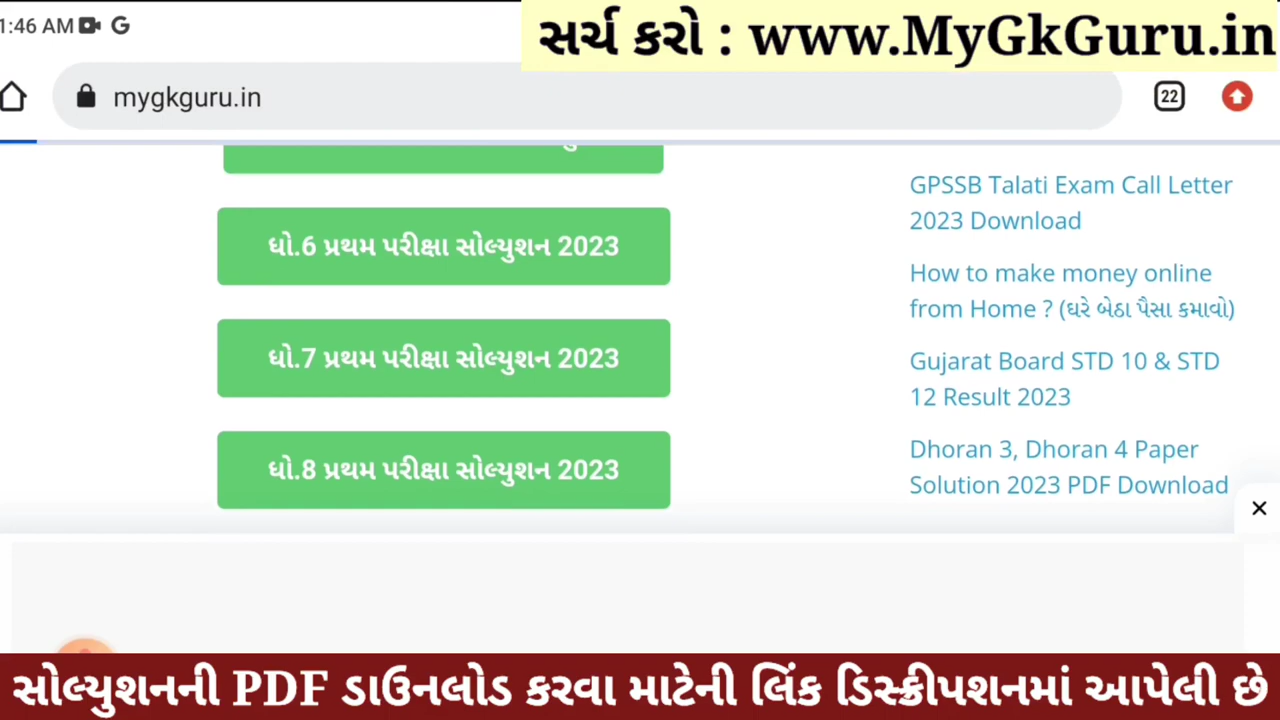 1:46 AM
સર્ચ કરો : www.MyGkGuru.in
mygkguru.in
22
ધો.6 પ્રથમ પરીક્ષા સોલ્યુશન 2023
ધો.7 પ્રથમ પરીક્ષા સોલ્યુશન 2023
ધો.8 પ્રથમ પરીક્ષા સોલ્યુશન 2023
GPSSB Talati Exam Call Letter
2023 Download
How to make money online
from Home ? (ઘરે બેઠા પૈસા કમાવો)
Gujarat Board STD 10 & STD
12 Result 2023
Dhoran 3, Dhoran 4 Paper
Solution 2023 PDF Download
સોલ્યુશનની PDF ડાઉનલોડ કરવા માટેની લિંક ડિસ્ક્રીપશનમાં આપેલી છે